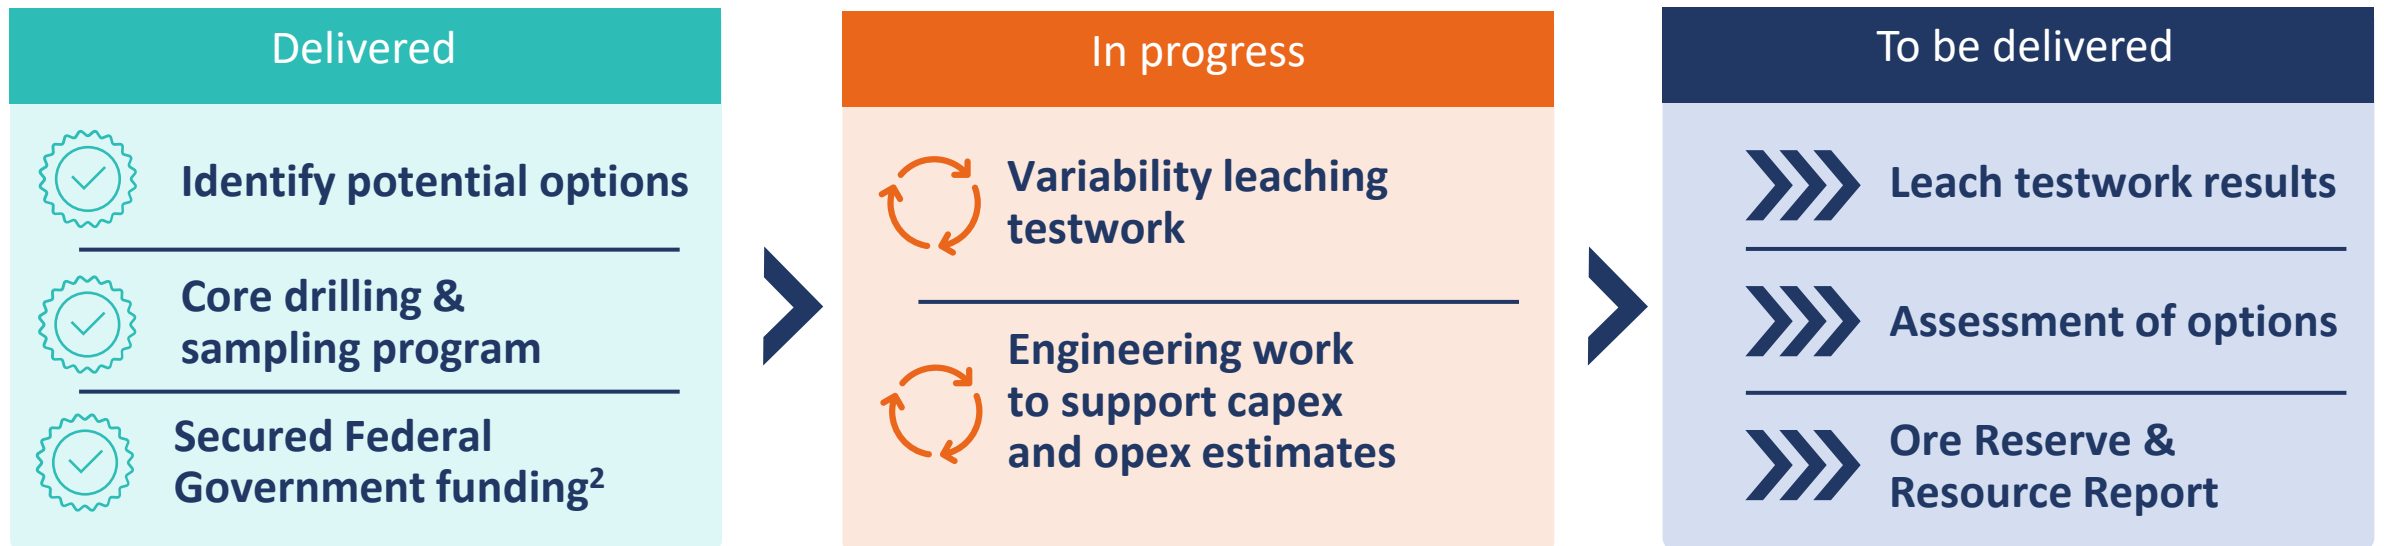 Delivered
Identify potential options
Core drilling &
sampling program
Secured Federal
Government funding²
In progress
Variability leaching
testwork
Engineering work
to support capex
and opex estimates
To be delivered
Leach testwork results
Assessment of options
Ore Reserve &
Resource Report